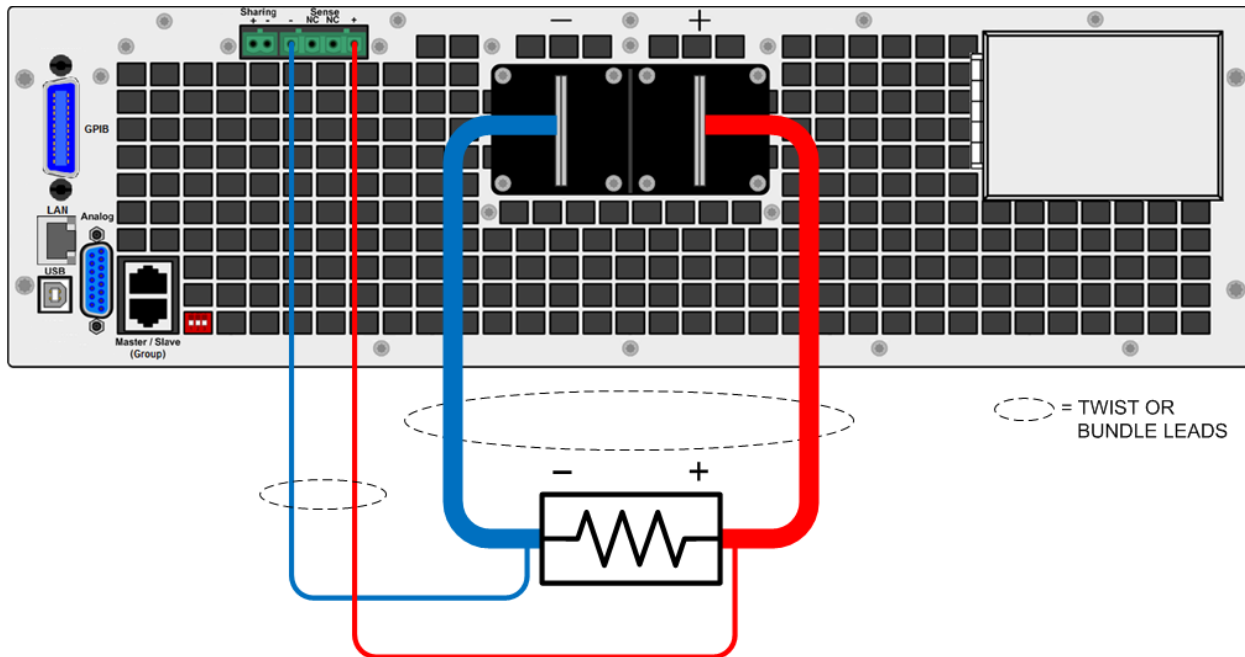 Sharing Sense
+ - - NC NC +
− +
GPIB
LAN
Analog
USB
Master / Slave
(Group)
= TWIST OR
BUNDLE LEADS
− +